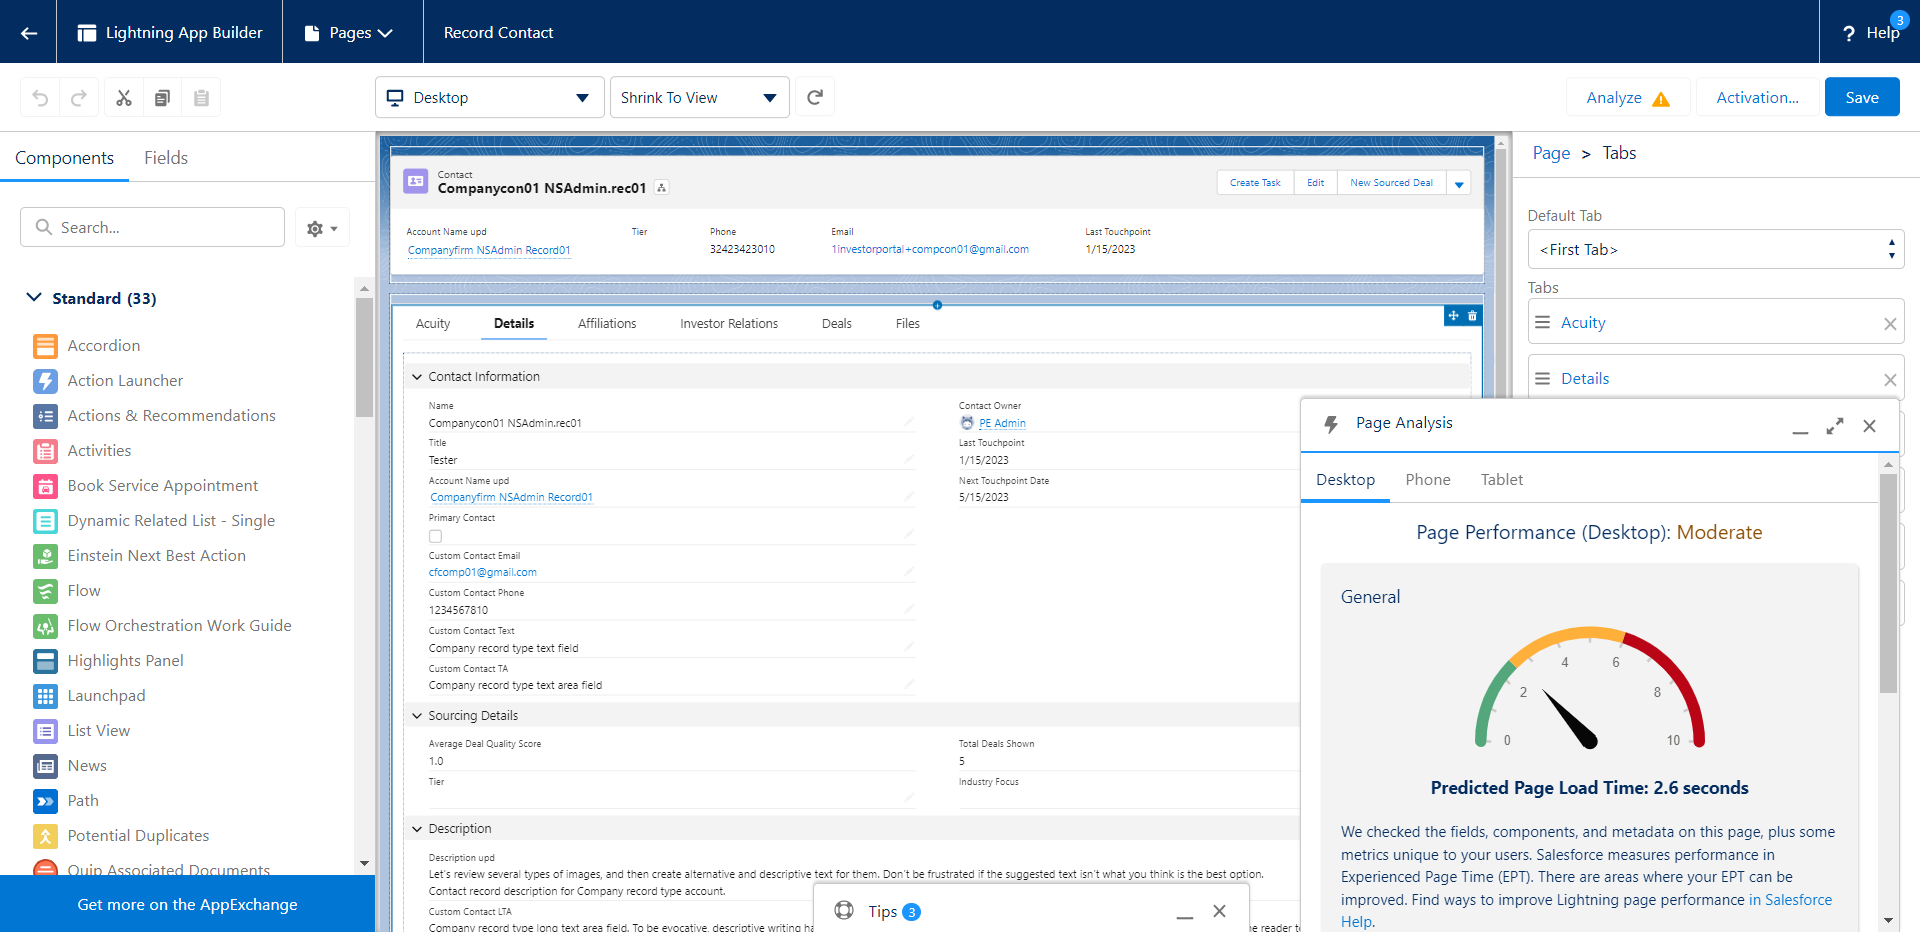 Lightning App Builder
Pages
Record Contact
? Help
3
Desktop
Shrink To View
Analyze
Activation...
Save
Components
Fields
Search...
Standard (33)
Accordion
Action Launcher
Actions & Recommendations
Activities
Book Service Appointment
Dynamic Related List - Single
Einstein Next Best Action
Flow
Flow Orchestration Work Guide
Highlights Panel
Launchpad
List View
News
Path
Potential Duplicates
Quip Associated Documents
Get more on the AppExchange
Contact
Companycon01 NSAdmin.rec01
Create Task
Edit
New Sourced Deal
Account Name upd
Tier
Phone
Email
Last Touchpoint
Companyfirm NSAdmin Record01
32423423010
1investorportal+compcon01@gmail.com
1/15/2023
Acuity
Details
Affiliations
Investor Relations
Deals
Files
Contact Information
Name
Companycon01 NSAdmin.rec01
Title
Tester
Account Name upd
Companyfirm NSAdmin Record01
Primary Contact
Custom Contact Email
cfcomp01@gmail.com
Custom Contact Phone
1234567810
Custom Contact Text
Company record type text field
Custom Contact TA
Company record type text area field
Contact Owner
PE Admin
Last Touchpoint
1/15/2023
Next Touchpoint Date
5/15/2023
Sourcing Details
Average Deal Quality Score
1.0
Tier
Total Deals Shown
5
Industry Focus
Description
Description upd
Let's review several types of images, and then create alternative and descriptive text for them. Don't be frustrated if the suggested text isn't what you think is the best option.
Contact record description for Company record type account.
Custom Contact LTA
Company record type long text area field. To be evocative, descriptive writing ha
he reader t
Tips 3
Page > Tabs
Default Tab
<First Tab>
Tabs
Acuity
Details
Page Analysis
Desktop
Phone
Tablet
Page Performance (Desktop): Moderate
General
0
2
4
6
8
10
Predicted Page Load Time: 2.6 seconds
We checked the fields, components, and metadata on this page, plus some
metrics unique to your users. Salesforce measures performance in
Experienced Page Time (EPT). There are areas where your EPT can be
improved. Find ways to improve Lightning page performance in Salesforce
Help.